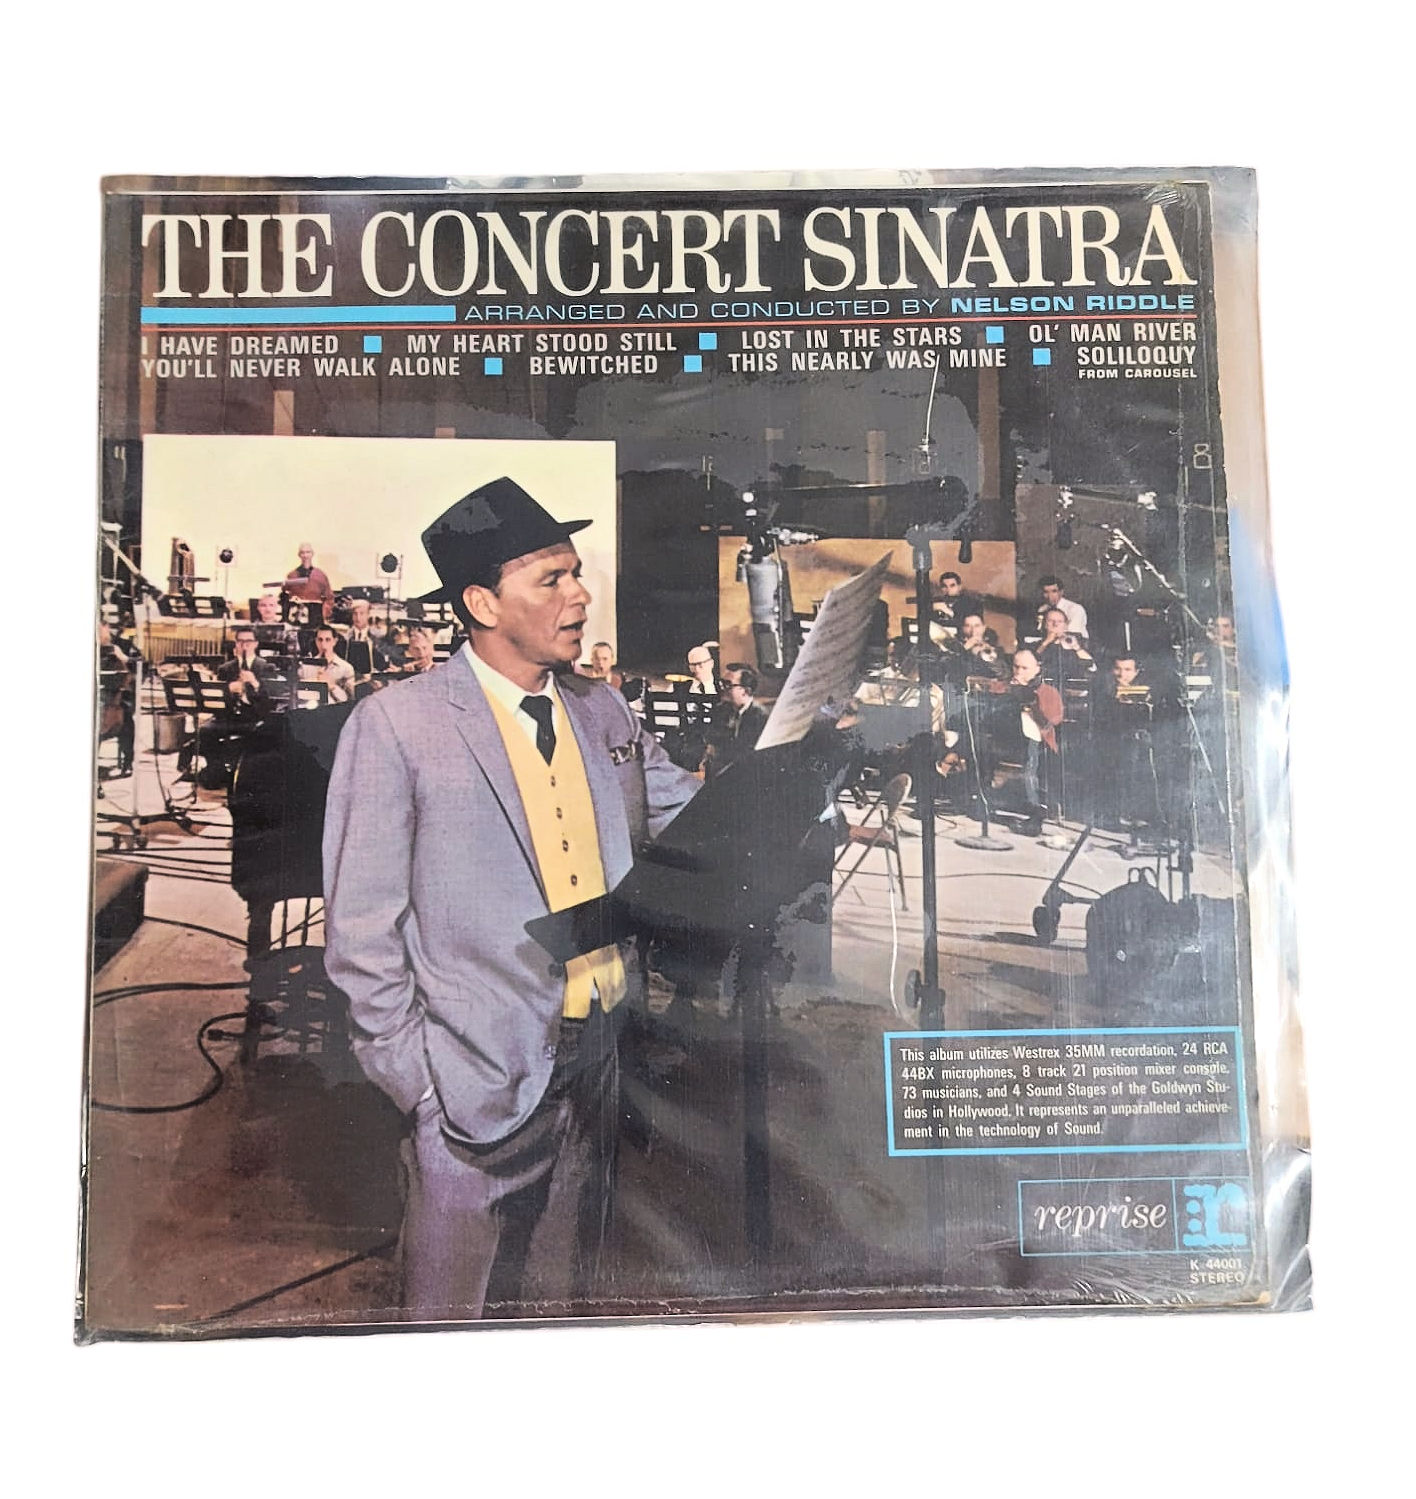 THE CONCERT SINATRA
ARRANGED AND CONDUCTED BY NELSON RIDDLE
I HAVE DREAMED ■ MY HEART STOOD STILL ■ LOST IN THE STARS ■ OL' MAN RIVER
YOU'LL NEVER WALK ALONE ■ BEWITCHED ■ THIS NEARLY WAS MINE ■ SOLILOQUY
FROM CAROUSEL
This album utilizes Westrex 35MM recordation, 24 RCA
44BX microphones, 8 track 21 position mixer console,
73 musicians, and 4 Sound Stages of the Goldwyn Stu-
dios in Hollywood. It represents an unparalleled achieve-
ment in the technology of Sound.
reprise r
K 44001
STEREO